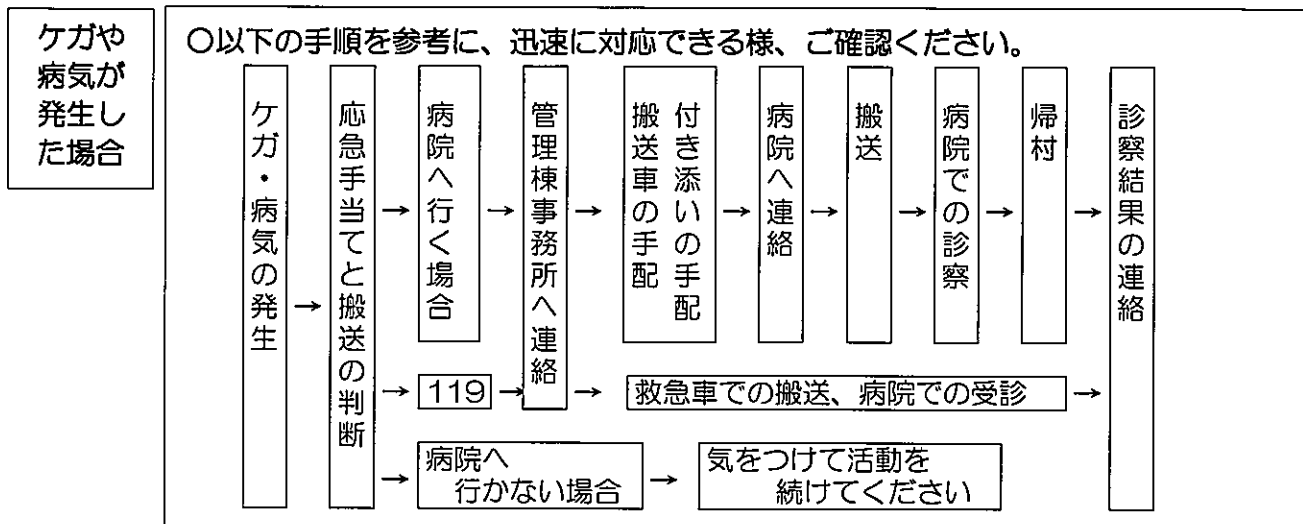 ケガや
病気が
発生し
た場合
〇以下の手順を参考に、迅速に対応できる様、ご確認ください。
ケガ・病気の発生
→
応急手当てと搬送の判断
→
病院へ行く場合
→
管理棟事務所へ連絡
→
付き添いの手配
搬送車の手配
→
病院へ連絡
→
搬送
→
病院での診察
→
帰村
→
診察結果の連絡
→
119
→
→
救急車での搬送、病院での受診
→
→
病院へ
行かない場合
→
気をつけて活動を
続けてください